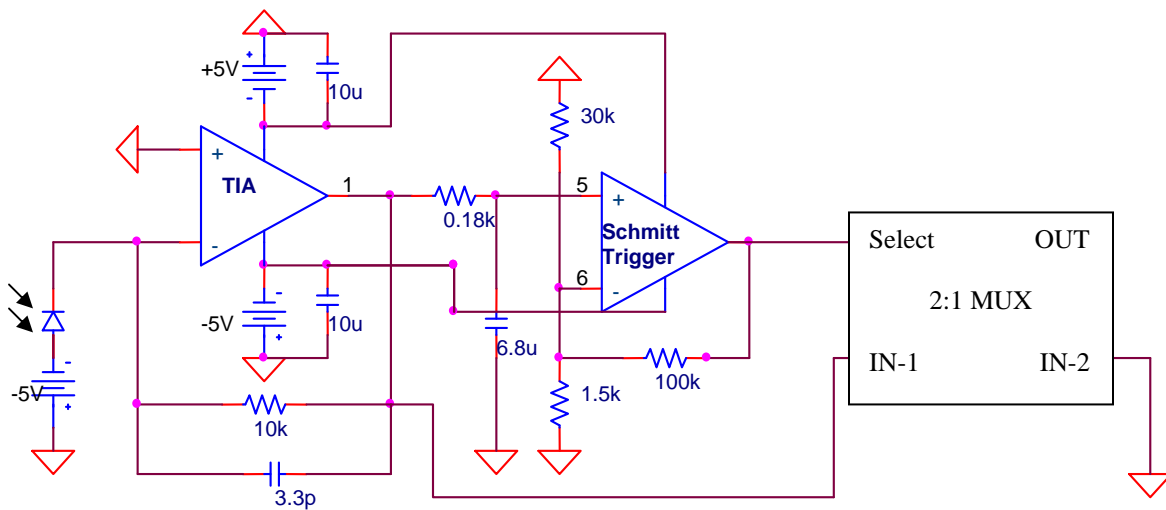 +
+5V
-
10u
30k
+
TIA
1
5
+
0.18k
Schmitt
Trigger
Select
OUT
2:1 MUX
-
6
-
-
-5V
+
10u
6.8u
-
-5V
+
1.5k
100k
IN-1
IN-2
10k
3.3p